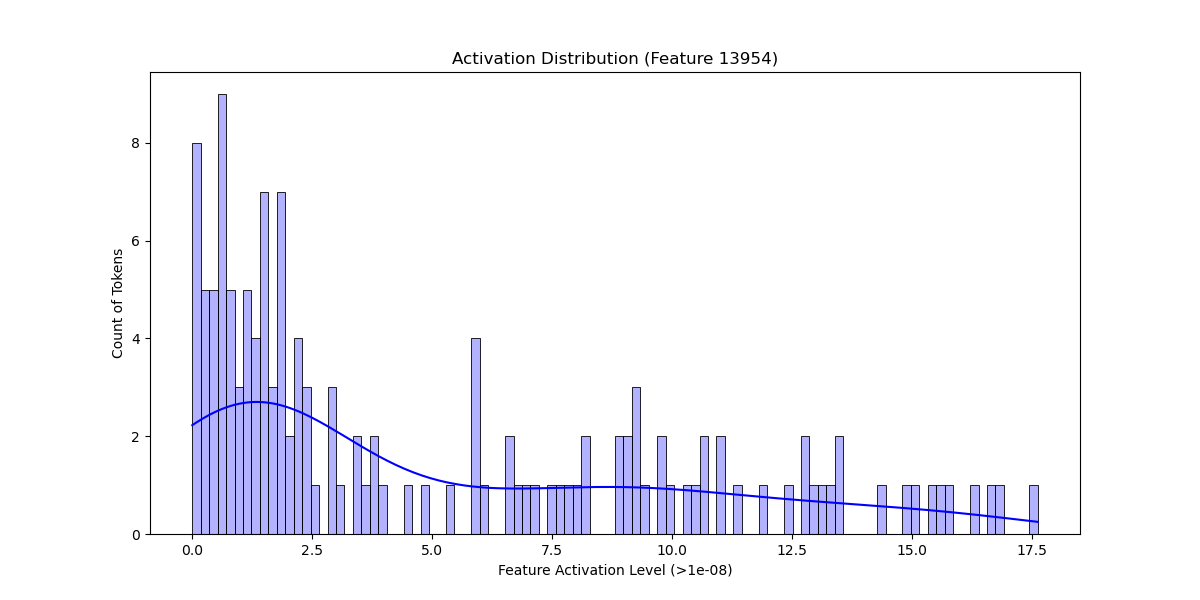 Activation Distribution (Feature 13954)
8
6
4
2
0
Count of Tokens
0.0 2.5 5.0 7.5 10.0 12.5 15.0 17.5
Feature Activation Level (>1e-08)